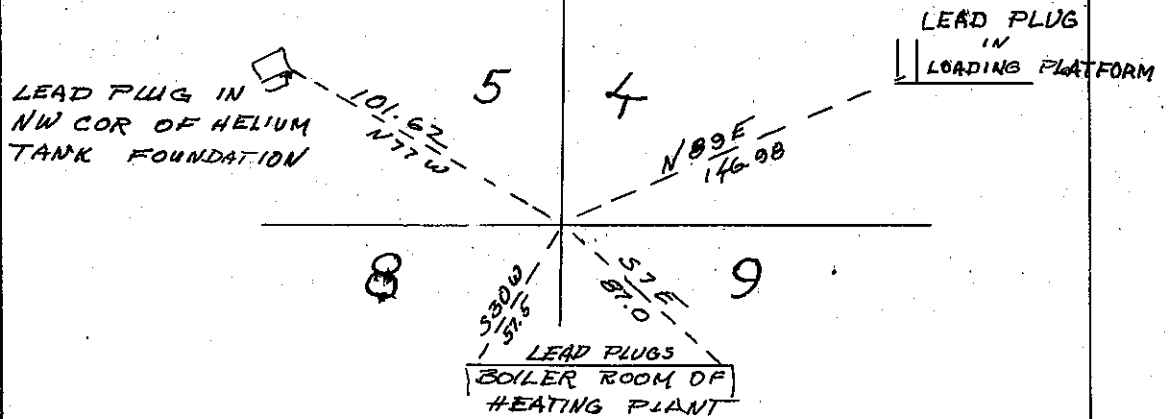 LEAD PLUG
IN
LOADING PLATFORM
LEAD PLUG IN
NW COR OF HELIUM
TANK FOUNDATION
5
4
101.62
N77W
N89E
146.98
8
9
S30W
57.5
S7E
87.0
LEAD PLUGS
BOILER ROOM OF
HEATING PLANT